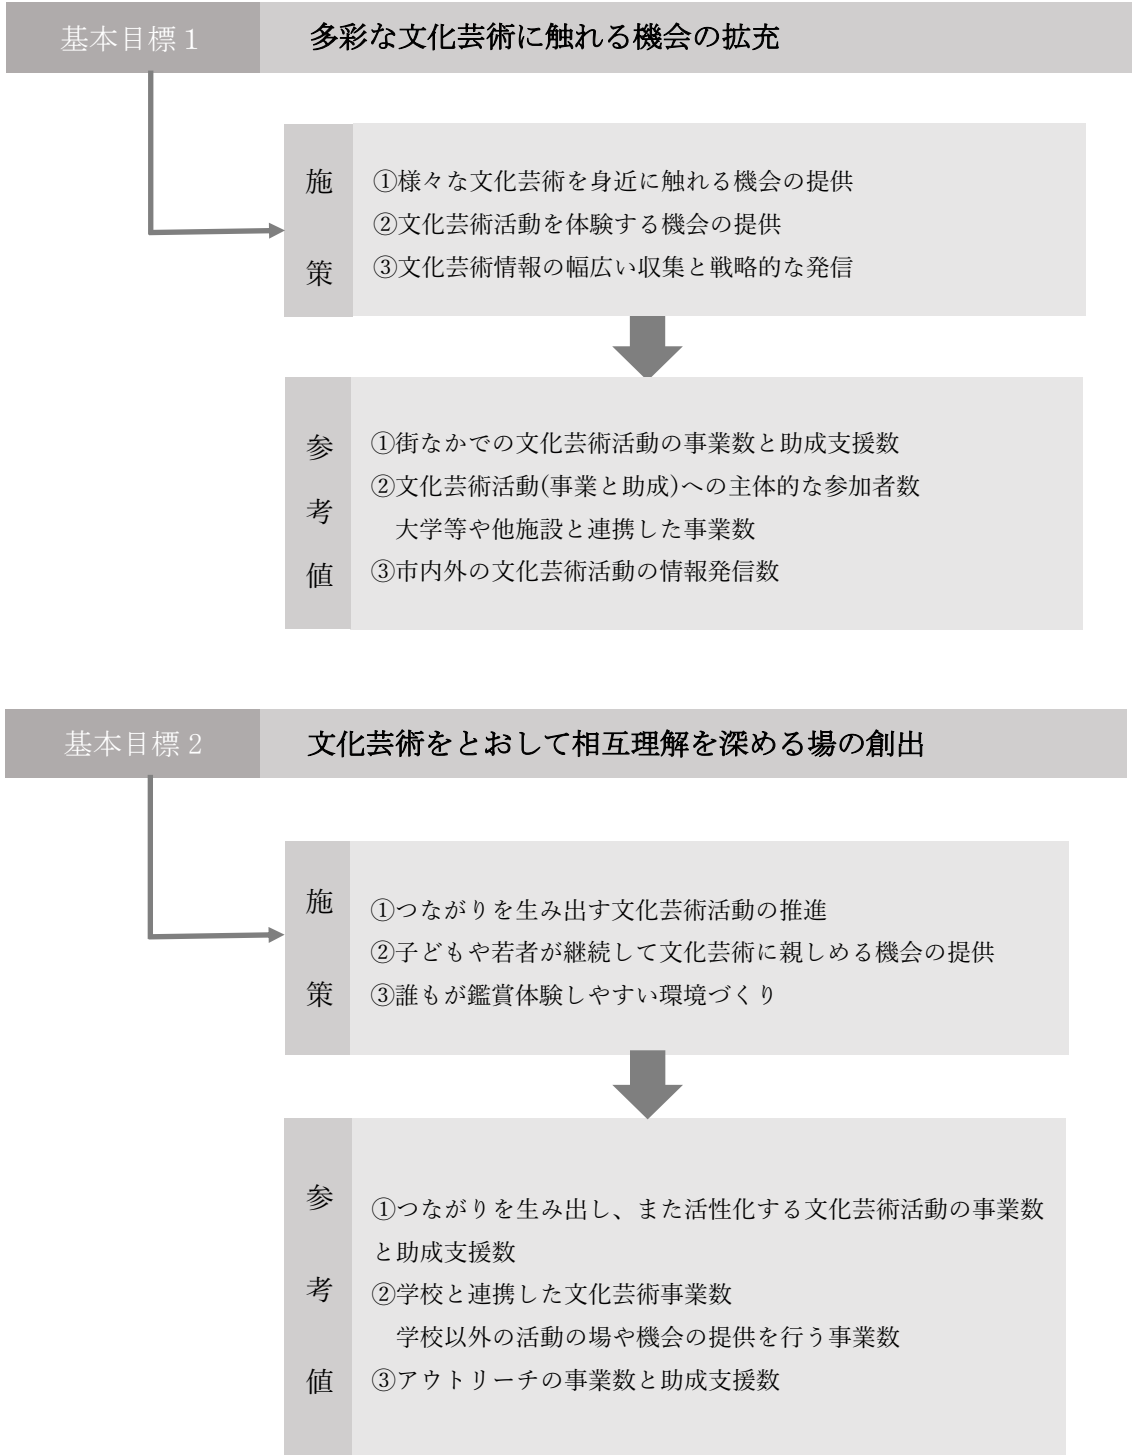 基本目標1
多彩な文化芸術に触れる機会の拡充
施策
①様々な文化芸術を身近に触れる機会の提供
②文化芸術活動を体験する機会の提供
③文化芸術情報の幅広い収集と戦略的な発信
参考値
①街なかでの文化芸術活動の事業数と助成支援数
②文化芸術活動(事業と助成)への主体的な参加者数
大学等や他施設と連携した事業数
③市内外の文化芸術活動の情報発信数
基本目標2
文化芸術をとおして相互理解を深める場の創出
施策
①つながりを生み出す文化芸術活動の推進
②子どもや若者が継続して文化芸術に親しめる機会の提供
③誰もが鑑賞体験しやすい環境づくり
参考値
①つながりを生み出し、また活性化する文化芸術活動の事業数
と助成支援数
②学校と連携した文化芸術事業数
学校以外の活動の場や機会の提供を行う事業数
③アウトリーチの事業数と助成支援数